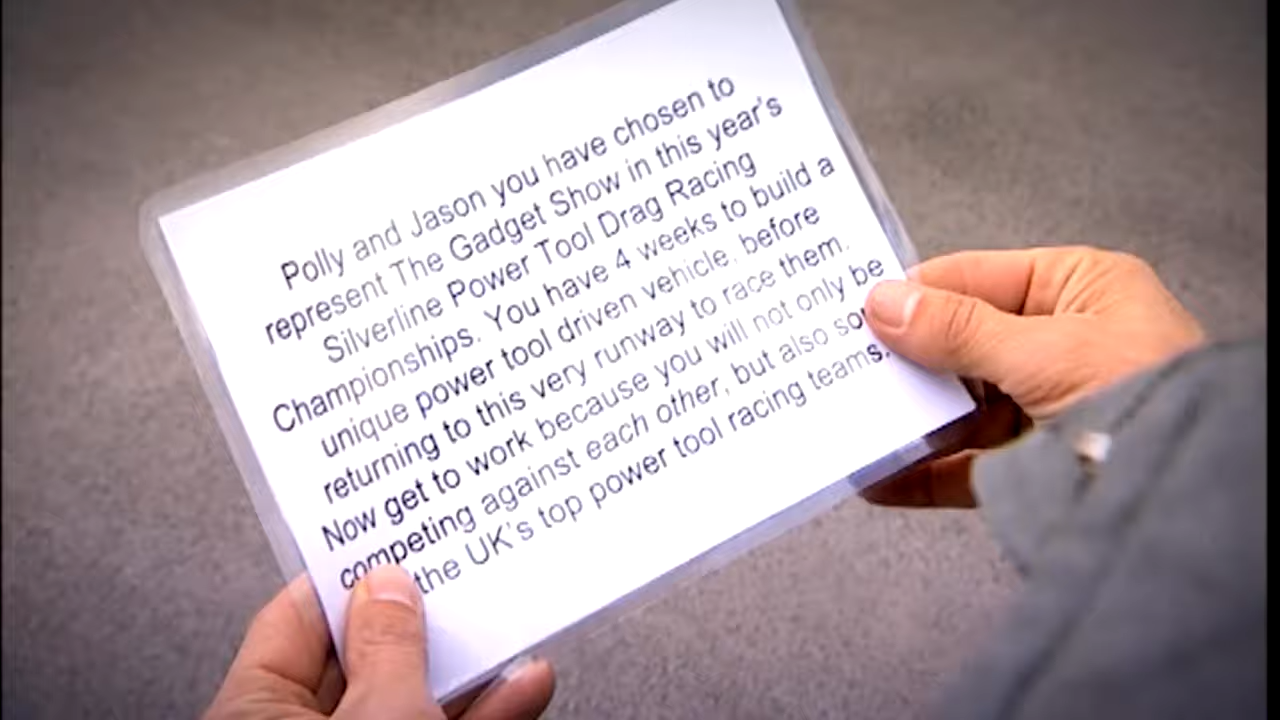 Polly and Jason you have chosen to
represent The Gadget Show in this year's
Silverline Power Tool Drag Racing
Championships. You have 4 weeks to build a
unique power tool driven vehicle, before
returning to this very runway to race them.
Now get to work because you will not only be
competing against each other, but also
the UK's top power tool racing teams.